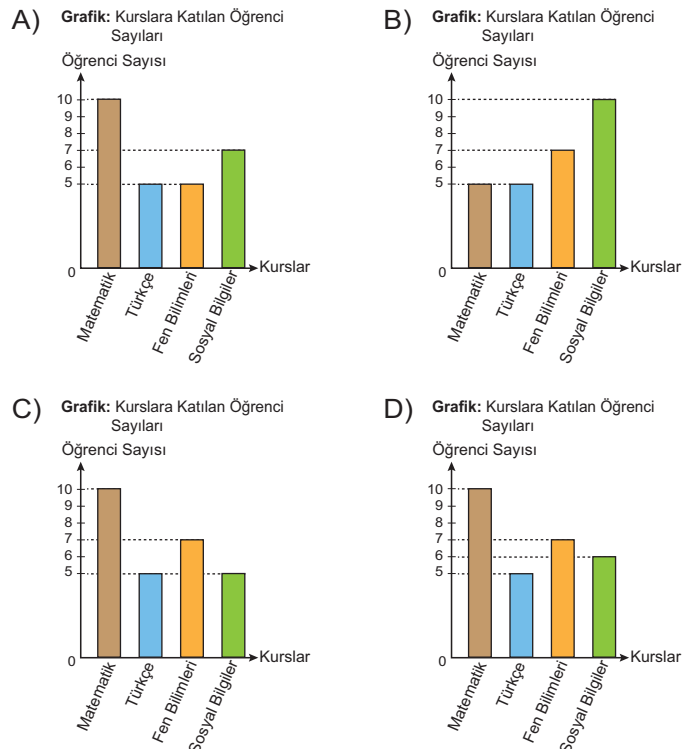 A)
Grafik: Kurslara Katılan Öğrenci
Sayıları
Öğrenci Sayısı
10
9
8
7
6
5
0
Kurslar
Matematik
Türkçe
Fen Bilimleri
Sosyal Bilgiler
B)
Grafik: Kurslara Katılan Öğrenci
Sayıları
Öğrenci Sayısı
10
9
8
7
6
5
0
Kurslar
Matematik
Türkçe
Fen Bilimleri
Sosyal Bilgiler
C)
Grafik: Kurslara Katılan Öğrenci
Sayıları
Öğrenci Sayısı
10
9
8
7
6
5
0
Kurslar
Matematik
Türkçe
Fen Bilimleri
Sosyal Bilgiler
D)
Grafik: Kurslara Katılan Öğrenci
Sayıları
Öğrenci Sayısı
10
9
8
7
6
5
0
Kurslar
Matematik
Türkçe
Fen Bilimleri
Sosyal Bilgiler